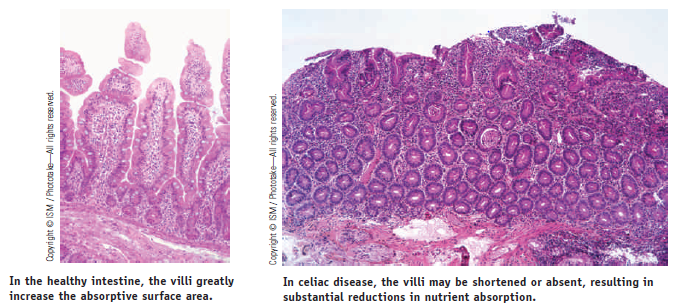 Copyright © ISM / Phototake—All rights reserved.
In the healthy intestine, the villi greatly
increase the absorptive surface area.
Copyright © ISM / Phototake—All rights reserved.
In celiac disease, the villi may be shortened or absent, resulting in
substantial reductions in nutrient absorption.